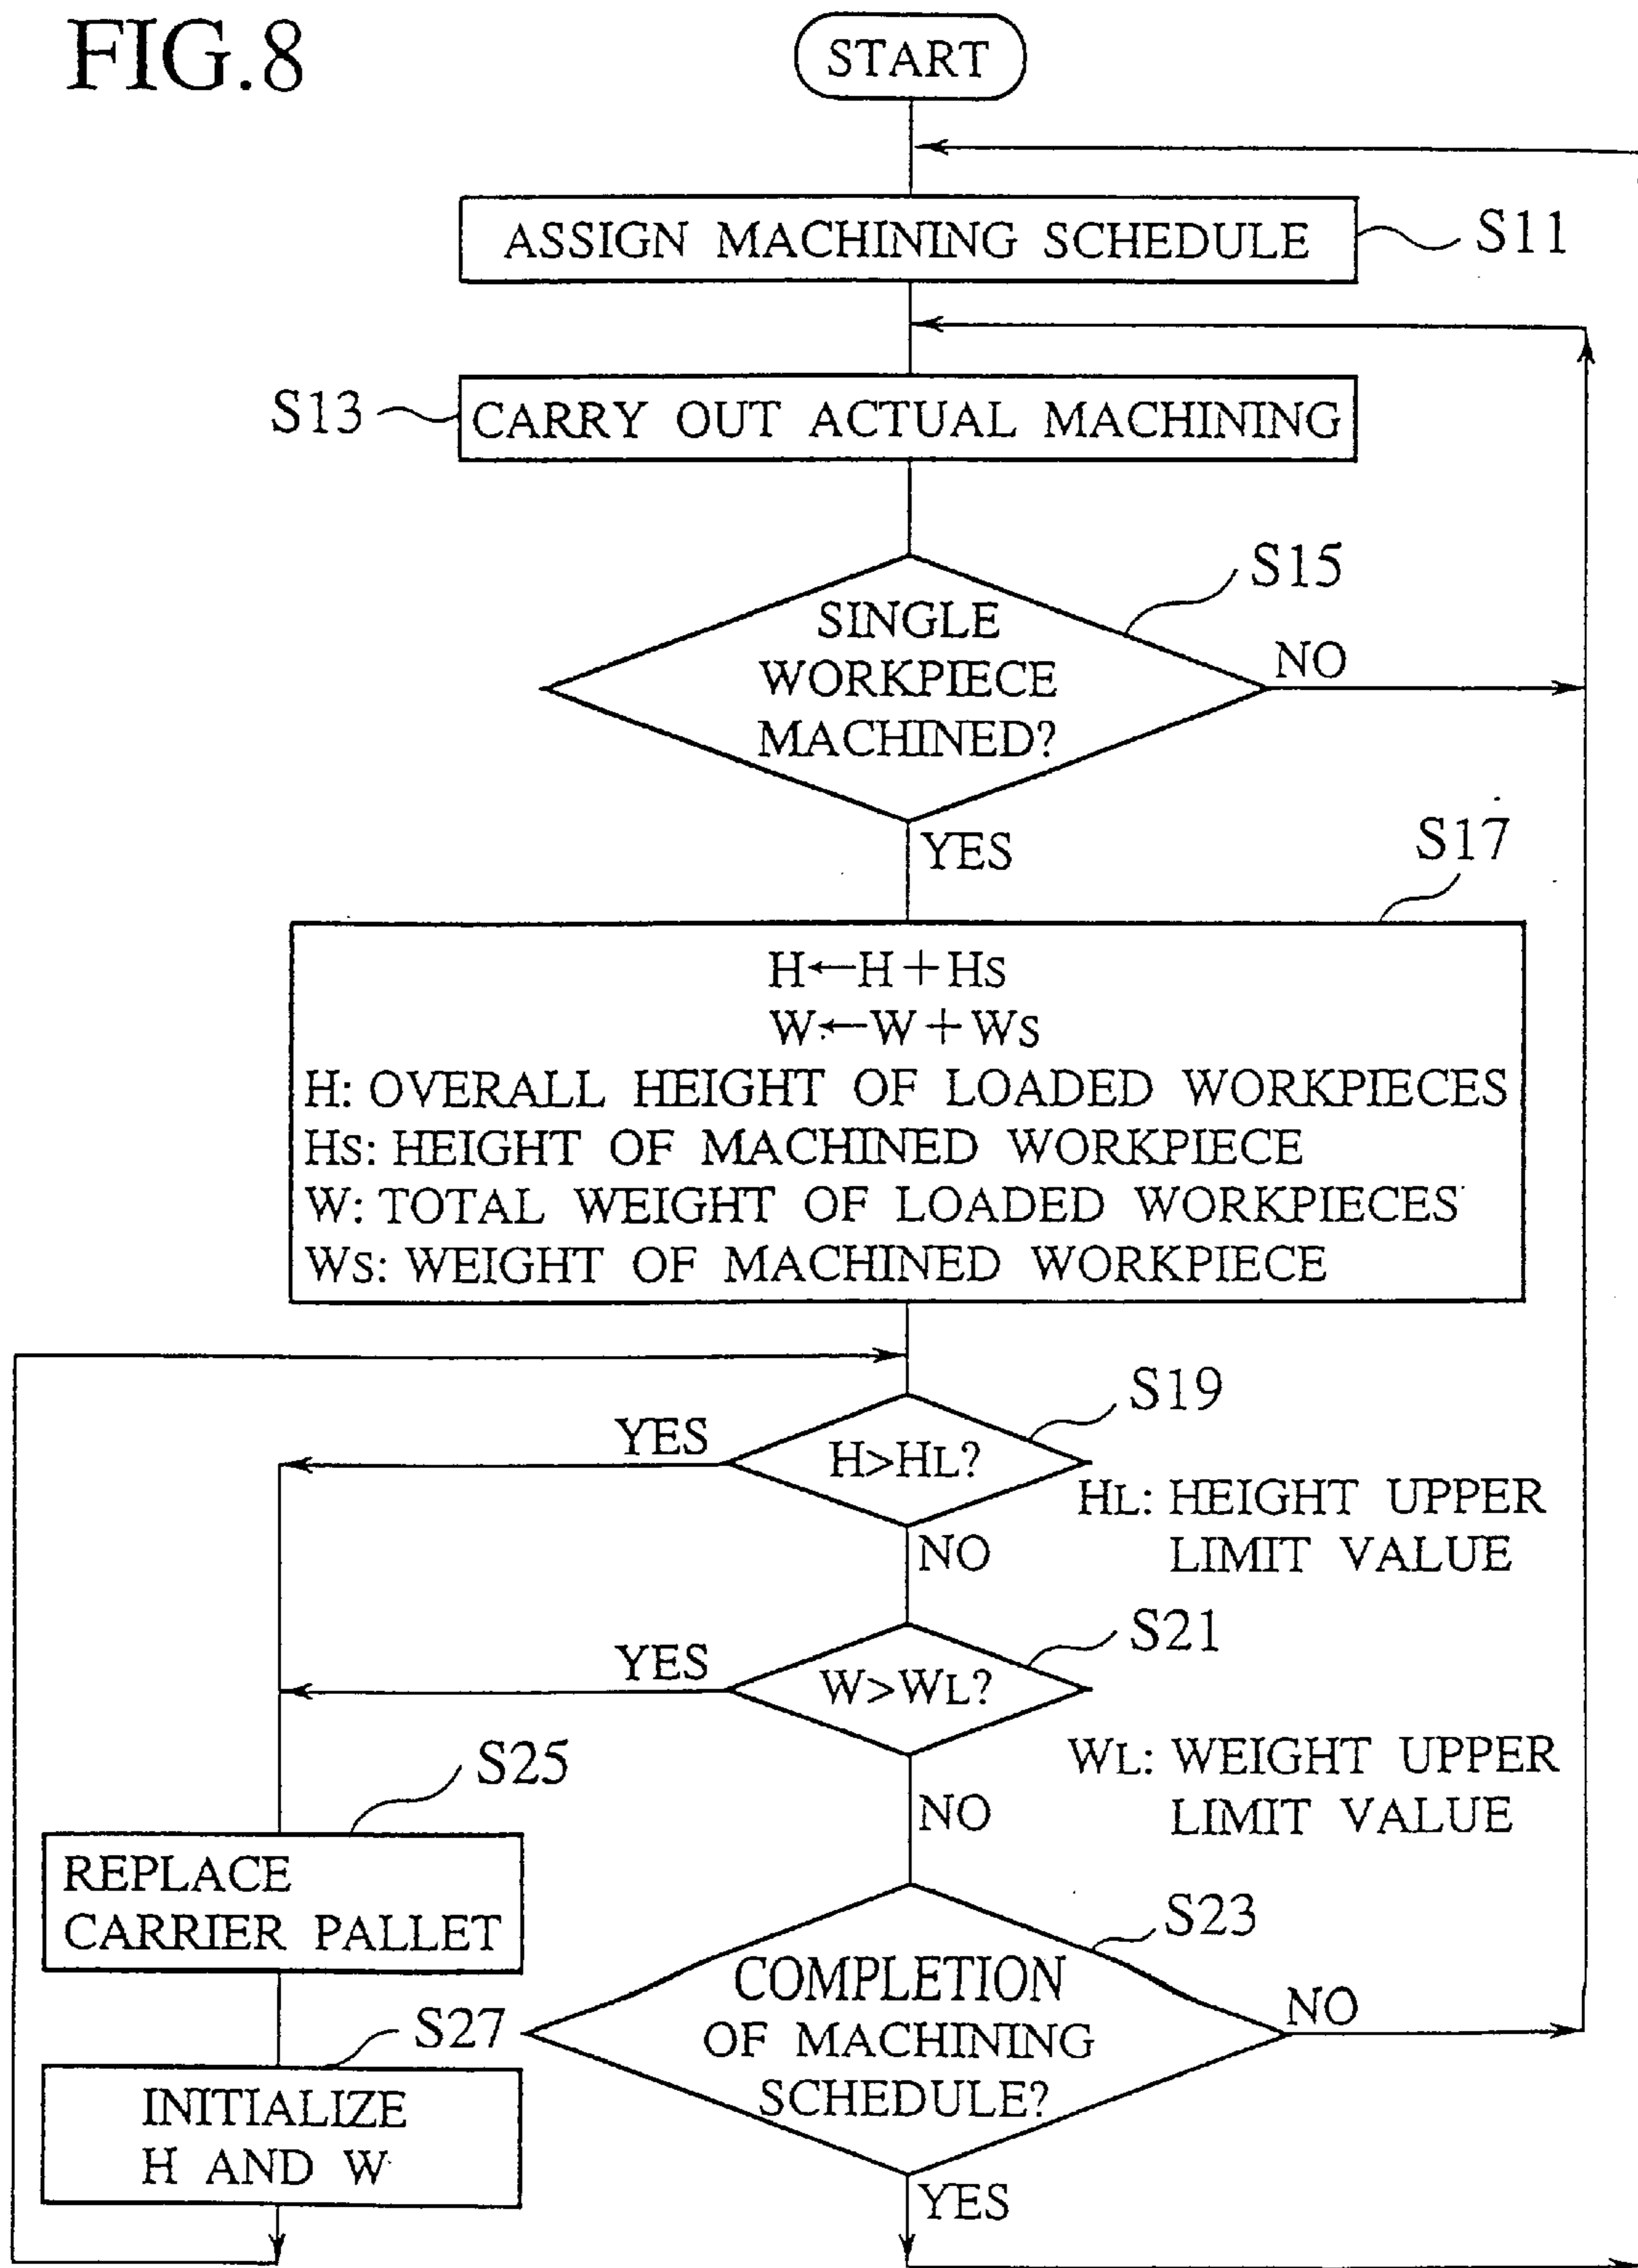 FIG.8
START
ASSIGN MACHINING SCHEDULE
S11
S13
CARRY OUT ACTUAL MACHINING
S15
SINGLE
WORKPIECE
MACHINED?
NO
YES
S17
H←H+HS
W←W+WS
H: OVERALL HEIGHT OF LOADED WORKPIECES
HS: HEIGHT OF MACHINED WORKPIECE
W: TOTAL WEIGHT OF LOADED WORKPIECES
WS: WEIGHT OF MACHINED WORKPIECE
S19
YES
H>HL?
HL: HEIGHT UPPER
LIMIT VALUE
NO
S21
YES
W>WL?
WL: WEIGHT UPPER
LIMIT VALUE
NO
S25
REPLACE
CARRIER PALLET
S23
COMPLETION
OF MACHINING
SCHEDULE?
NO
S27
INITIALIZE
H AND W
YES